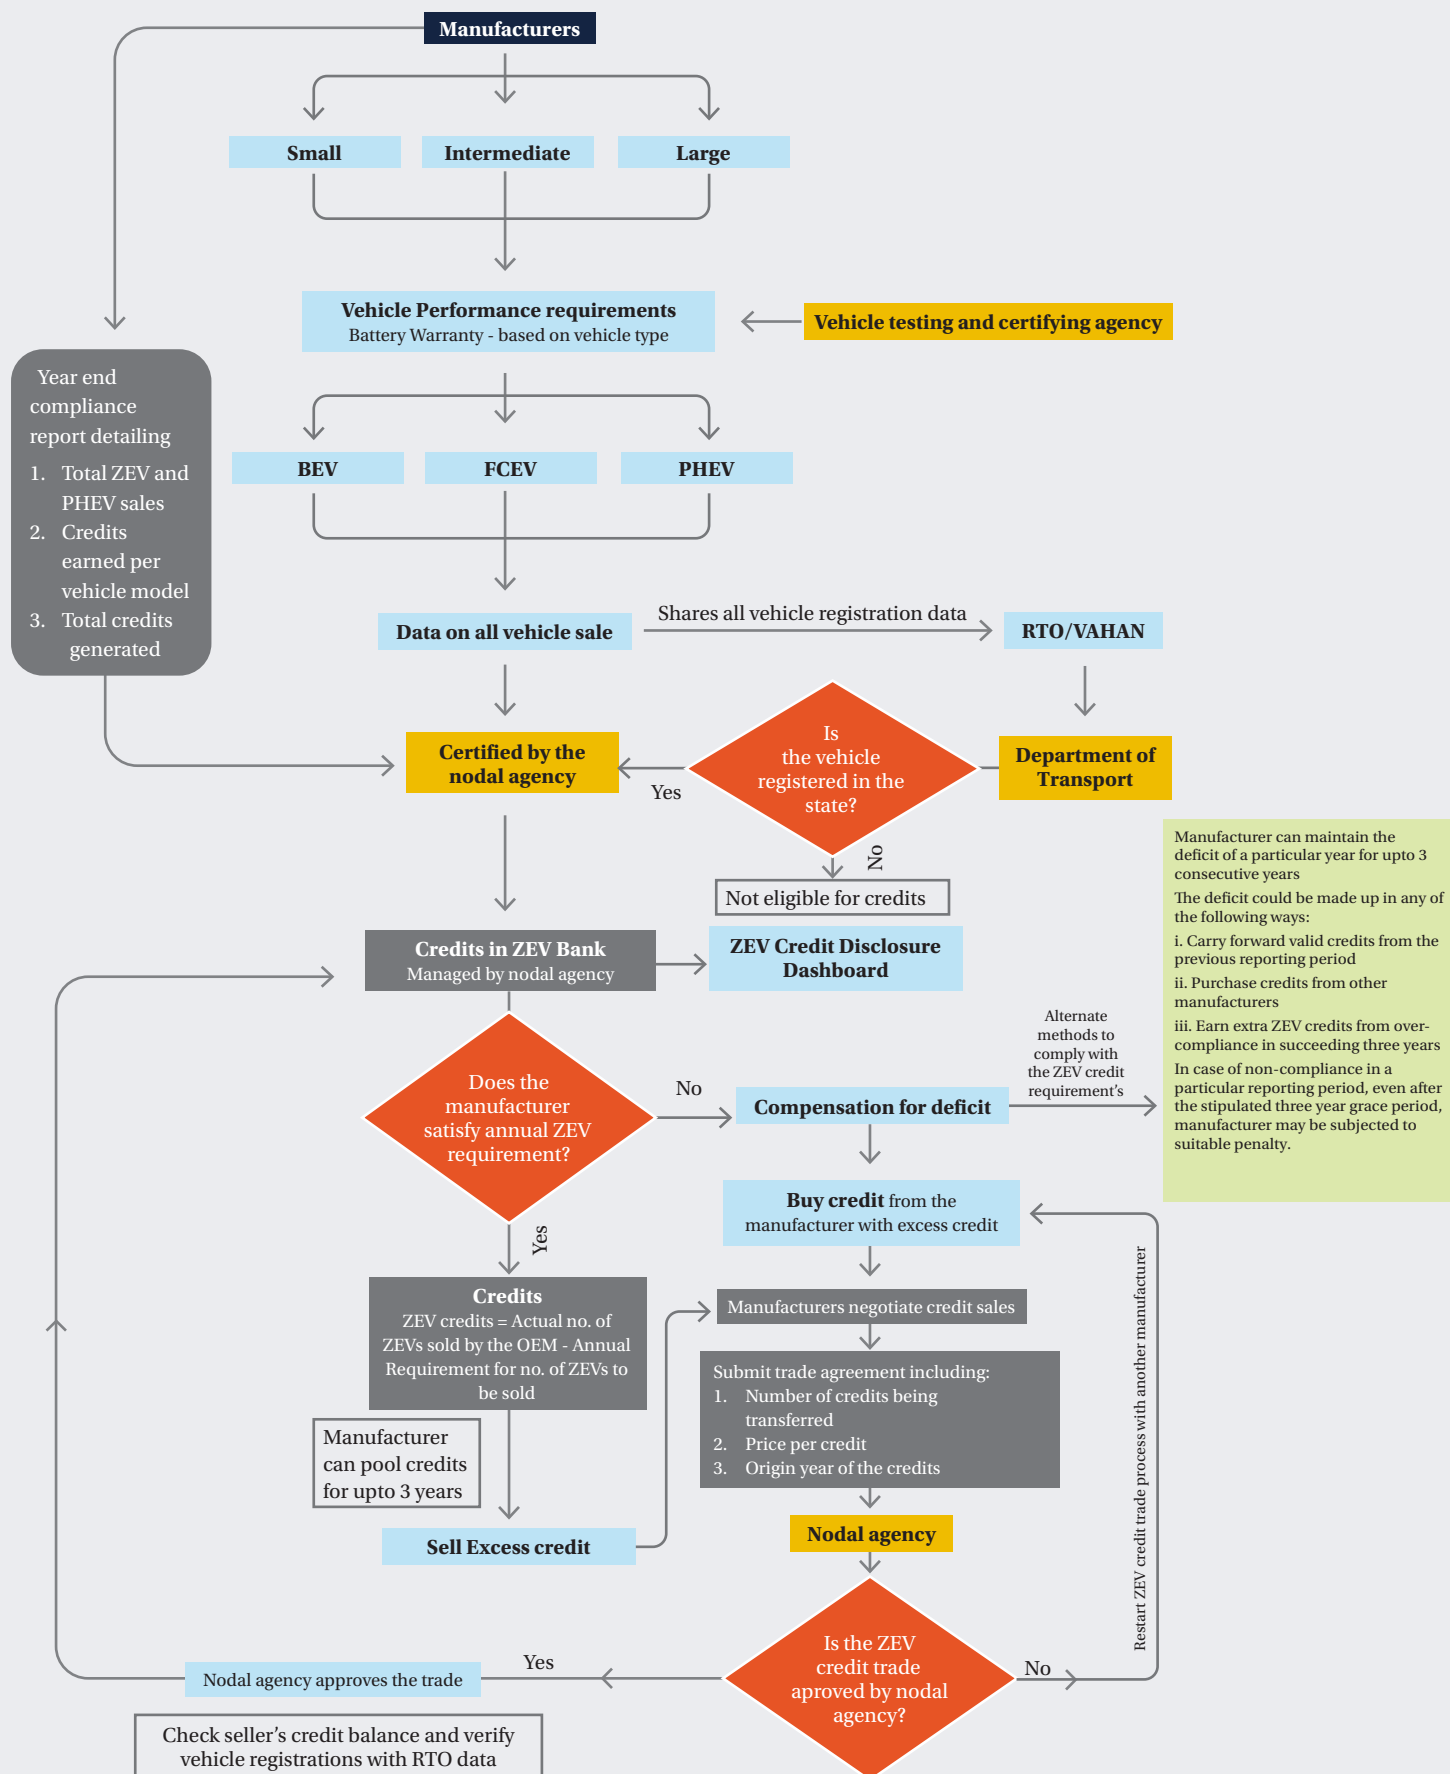 Manufacturers
Small
Intermediate
Large
Vehicle Performance requirements
Battery Warranty - based on vehicle type
Vehicle testing and certifying agency
Year end
compliance
report detailing
1. Total ZEV and
PHEV sales
2. Credits
earned per
vehicle model
3. Total credits
generated
BEV
FCEV
PHEV
Data on all vehicle sale
Shares all vehicle registration data
RTO/VAHAN
Certified by the
nodal agency
Yes
Is
the vehicle
registered in the
state?
Department of
Transport
No
Not eligible for credits
Manufacturer can maintain the
deficit of a particular year for upto 3
consecutive years
The deficit could be made up in any of
the following ways:
i. Carry forward valid credits from the
previous reporting period
ii. Purchase credits from other
manufacturers
iii. Earn extra ZEV credits from over-
compliance in succeeding three years
In case of non-compliance in a
particular reporting period, even after
the stipulated three year grace period,
manufacturer may be subjected to
suitable penalty.
Credits in ZEV Bank
Managed by nodal agency
ZEV Credit Disclosure
Dashboard
Does the
manufacturer
satisfy annual ZEV
requirement?
No
Compensation for deficit
Alternate
methods to
comply with
the ZEV credit
requirement's
Buy credit from the
manufacturer with excess credit
Yes
Credits
ZEV credits = Actual no. of
ZEVs sold by the OEM - Annual
Requirement for no. of ZEVs to
be sold
Manufacturers negotiate credit sales
Submit trade agreement including:
1. Number of credits being
transferred
2. Price per credit
3. Origin year of the credits
Manufacturer
can pool credits
for upto 3 years
Sell Excess credit
Nodal agency
Is the ZEV
credit trade
aproved by nodal
agency?
No
Restart ZEV credit trade process with another manufacturer
Yes
Nodal agency approves the trade
Check seller's credit balance and verify
vehicle registrations with RTO data